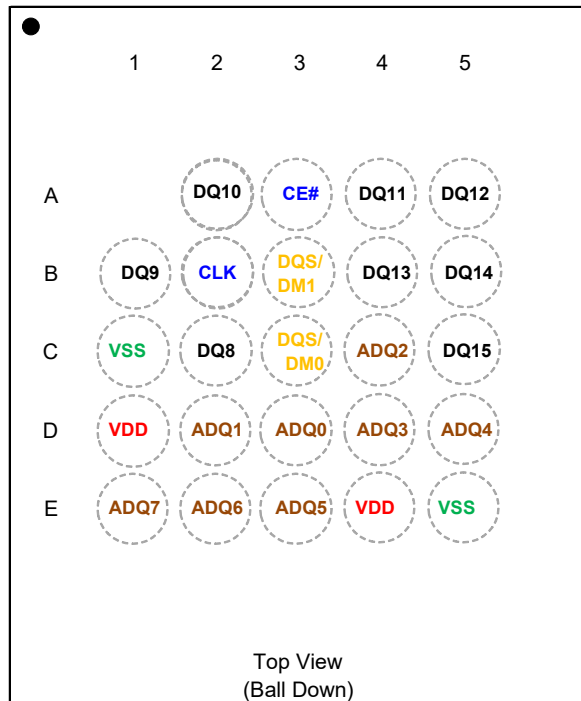 1 2 3 4 5
A DQ10 CE# DQ11 DQ12
B DQ9 CLK DQS/ DM1 DQ13 DQ14
C VSS DQ8 DQS/ DM0 ADQ2 DQ15
D VDD ADQ1 ADQ0 ADQ3 ADQ4
E ADQ7 ADQ6 ADQ5 VDD VSS
Top View
(Ball Down)